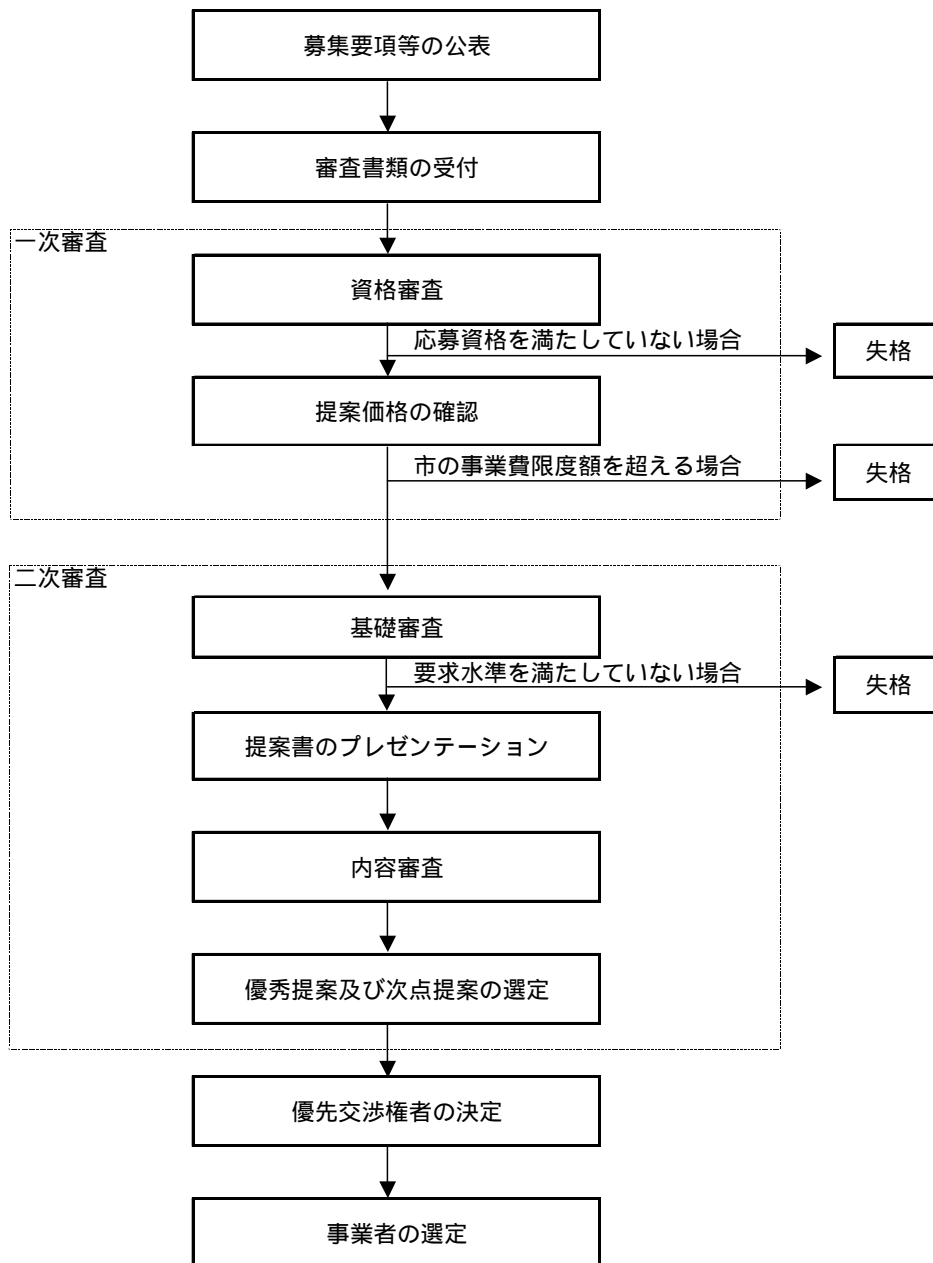 募集要項等の公表
審査書類の受付
一次審査
資格審査
応募資格を満たしていない場合
失格
提案価格の確認
市の事業費限度額を超える場合
失格
二次審査
基礎審査
要求水準を満たしていない場合
失格
提案書のプレゼンテーション
内容審査
優秀提案及び次点提案の選定
優先交渉権者の決定
事業者の選定